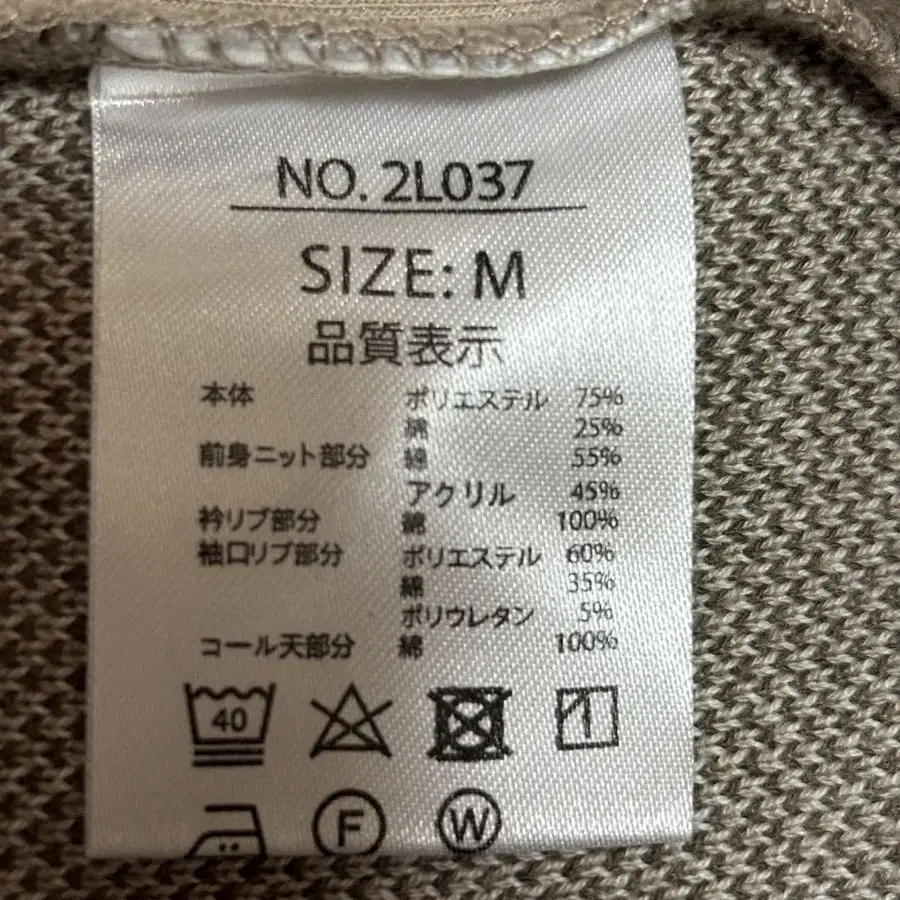 NO. 2L037
SIZE: M
品質表示
本体 ポリエステル 75%
綿 25%
前身ニット部分 綿 55%
アクリル 45%
衿リブ部分 綿 100%
袖口リブ部分 ポリエステル 60%
綿 35%
ポリウレタン 5%
コール天部分 綿 100%
40
F W